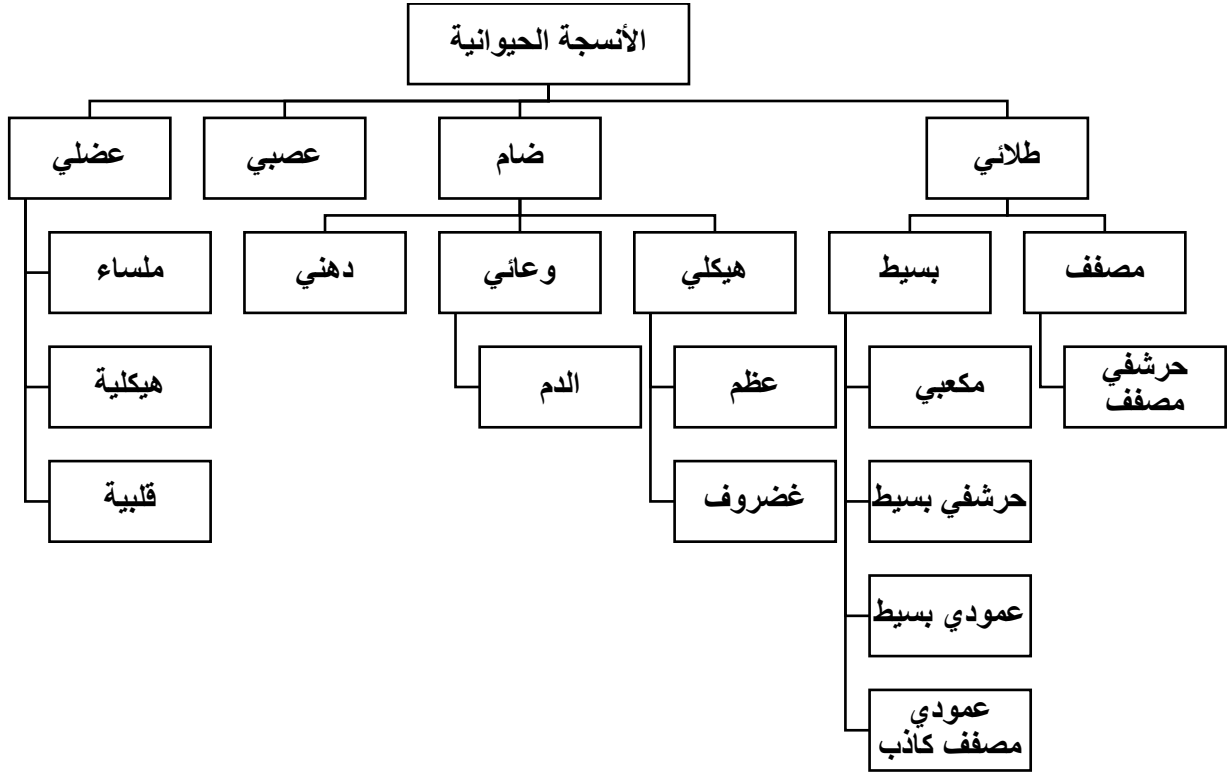 الأنسجة الحيوانية
طلائي
ضام
عصبي
عضلي
مصفف
بسيط
هيكلي
وعائي
دهني
ملساء
حرشفي
مصفف
مكعبي
عظم
الدم
هيكلية
حرشفي بسيط
غضروف
قلبية
عمودي بسيط
عمودي
مصفف كاذب